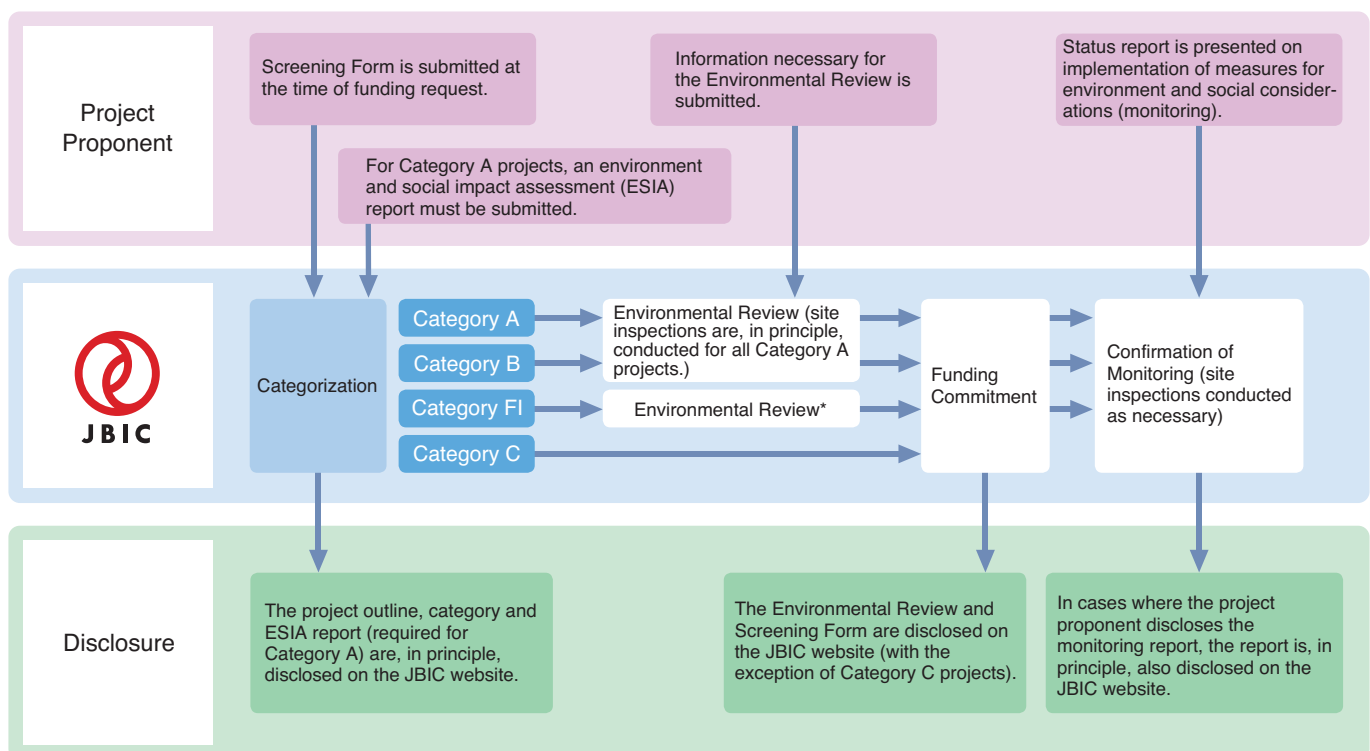 Project
Proponent
Screening Form is submitted at
the time of funding request.
For Category A projects, an environment
and social impact assessment (ESIA)
report must be submitted.
Information necessary for
the Environmental Review is
submitted.
Status report is presented on
implementation of measures for
environment and social consider-
ations (monitoring).
JBIC
Categorization
Category A
Category B
Category FI
Category C
Environmental Review (site
inspections are, in principle,
conducted for all Category A
projects.)
Environmental Review*
Funding
Commitment
Confirmation of
Monitoring (site
inspections conducted
as necessary)
Disclosure
The project outline, category and
ESIA report (required for
Category A) are, in principle,
disclosed on the JBIC website.
The Environmental Review and
Screening Form are disclosed on
the JBIC website (with the
exception of Category C projects).
In cases where the project
proponent discloses the
monitoring report, the report is, in
principle, also disclosed on the
JBIC website.